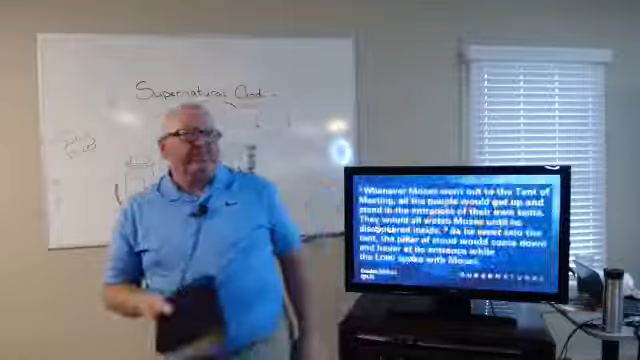 Supernatural
"Whenever Moses went out to the Tent of
Meeting, all the people would get up and
stand in the entrances of their own tents.
They would all watch Moses until he
disappeared inside. As he went into the
tent, the pillar of cloud would come down
and hover at its entrance while
the LORD spoke with Moses.
SUPERNATURAL